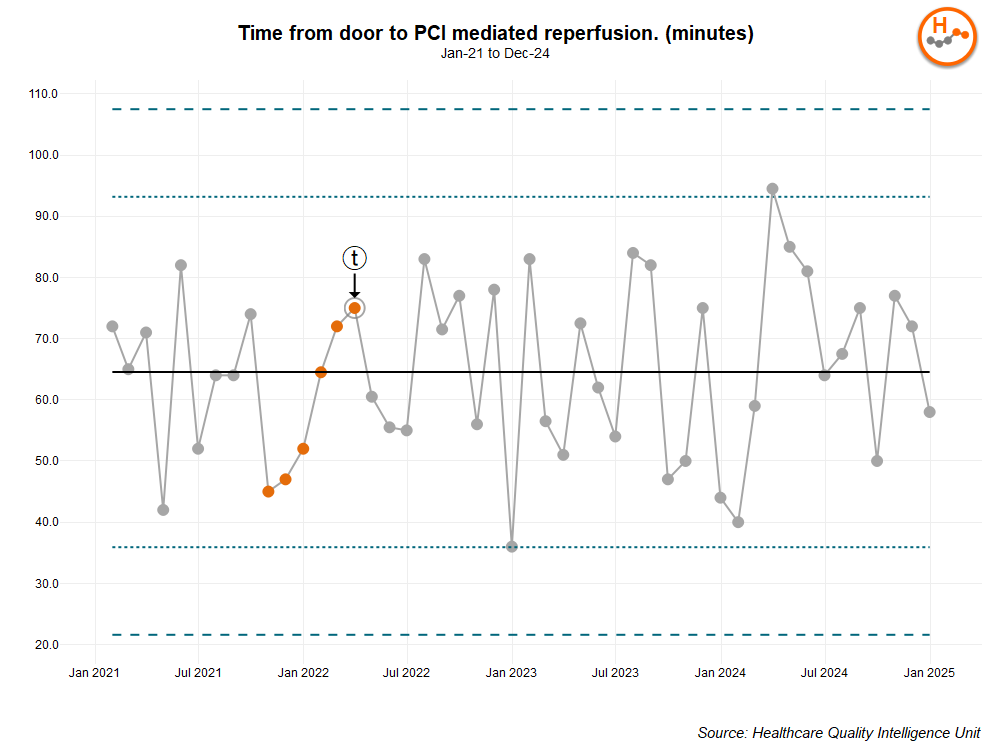 Time from door to PCI mediated reperfusion. (minutes)
Jan-21 to Dec-24
H
110.0
100.0
90.0
80.0
70.0
60.0
50.0
40.0
30.0
20.0
t
Jan 2021 Jul 2021 Jan 2022 Jul 2022 Jan 2023 Jul 2023 Jan 2024 Jul 2024 Jan 2025
Source: Healthcare Quality Intelligence Unit